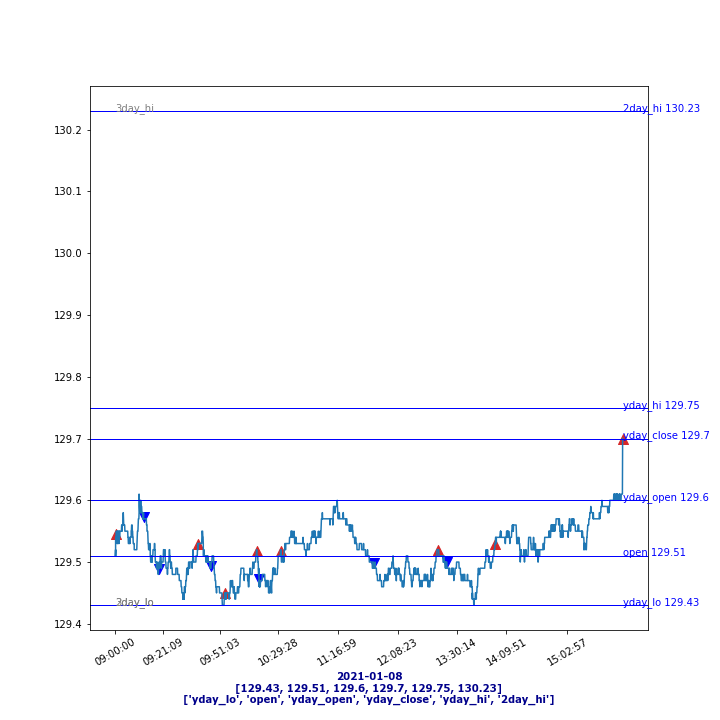 3day_hi
2day_hi 130.23
130.2
130.1
130.0
129.9
129.8
yday_hi 129.75
129.7
yday_close 129.7
129.6
yday_open 129.6
129.5
open 129.51
3day_lo
yday_lo 129.43
129.4
09:00:00 09:21:09 09:51:03 10:29:28 11:16:59 12:08:23 13:30:14 14:09:51 15:02:57
2021-01-08
[129.43, 129.51, 129.6, 129.7, 129.75, 130.23]
['yday_lo', 'open', 'yday_open', 'yday_close', 'yday_hi', '2day_hi']